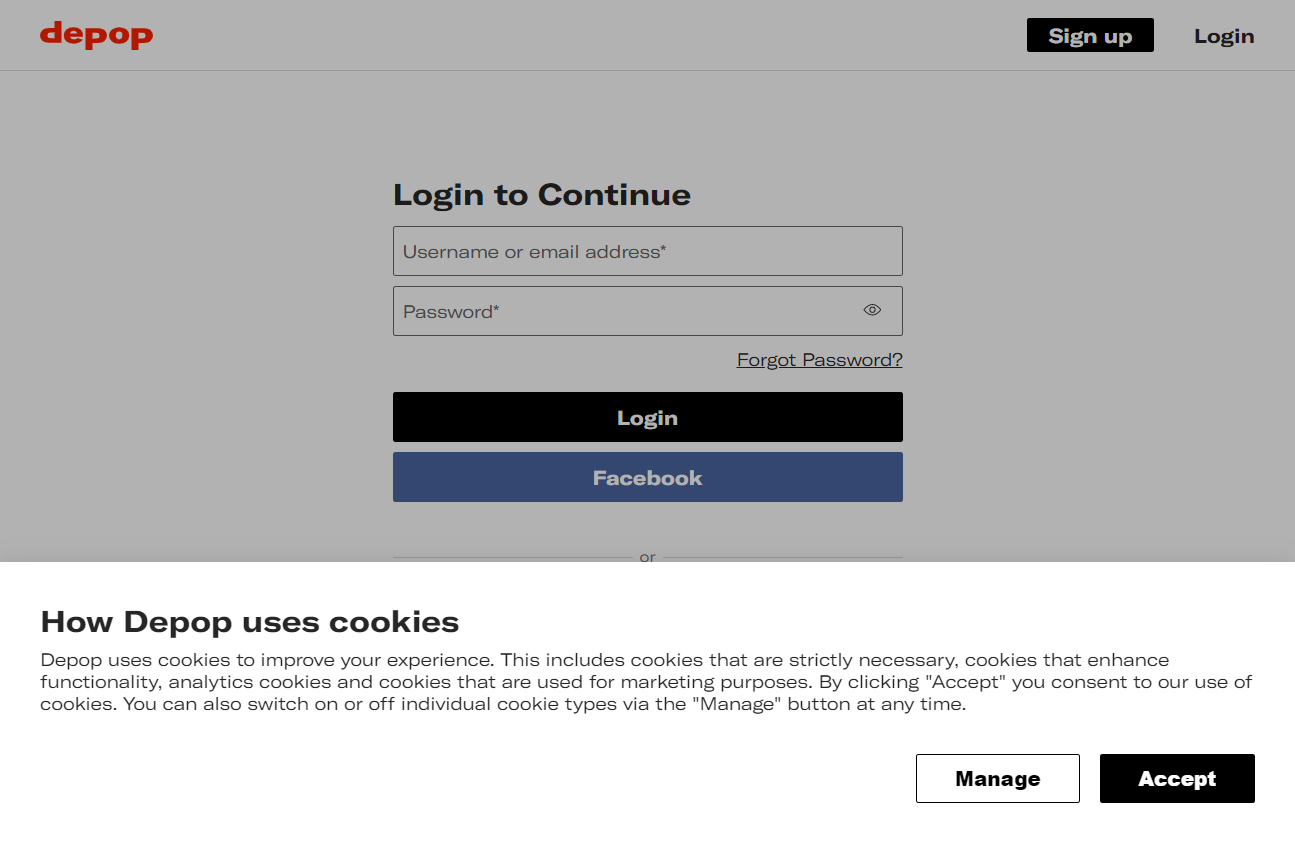 depop
Sign up
Login
Login to Continue
Username or email address*
Password*
Forgot Password?
Login
Facebook
or
How Depop uses cookies
Depop uses cookies to improve your experience. This includes cookies that are strictly necessary, cookies that enhance
functionality, analytics cookies and cookies that are used for marketing purposes. By clicking "Accept" you consent to our use of
cookies. You can also switch on or off individual cookie types via the "Manage" button at any time.
Manage
Accept